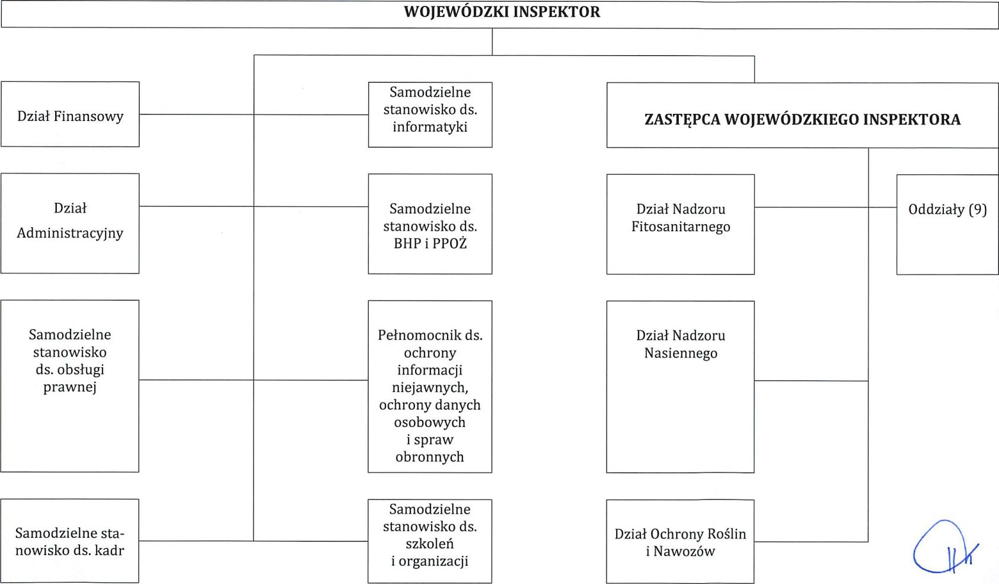 WOJEWÓDZKI INSPEKTOR
Dział Finansowy
Samodzielne
stanowisko ds.
informatyki
ZASTĘPCA WOJEWÓDZKIEGO INSPEKTORA
Dział
Administracyjny
Samodzielne
stanowisko ds.
BHP i PPOŻ
Dział Nadzoru
Fitosanitarnego
Oddziały (9)
Samodzielne
stanowisko
ds. obsługi
prawnej
Pełnomocnik ds.
ochrony
informacji
niejawnych,
ochrony danych
osobowych
i spraw
obronnych
Dział Nadzoru
Nasiennego
Samodzielne sta-
nowisko ds. kadr
Samodzielne
stanowisko ds.
szkoleń
i organizacji
Dział Ochrony Roślin
i Nawozów